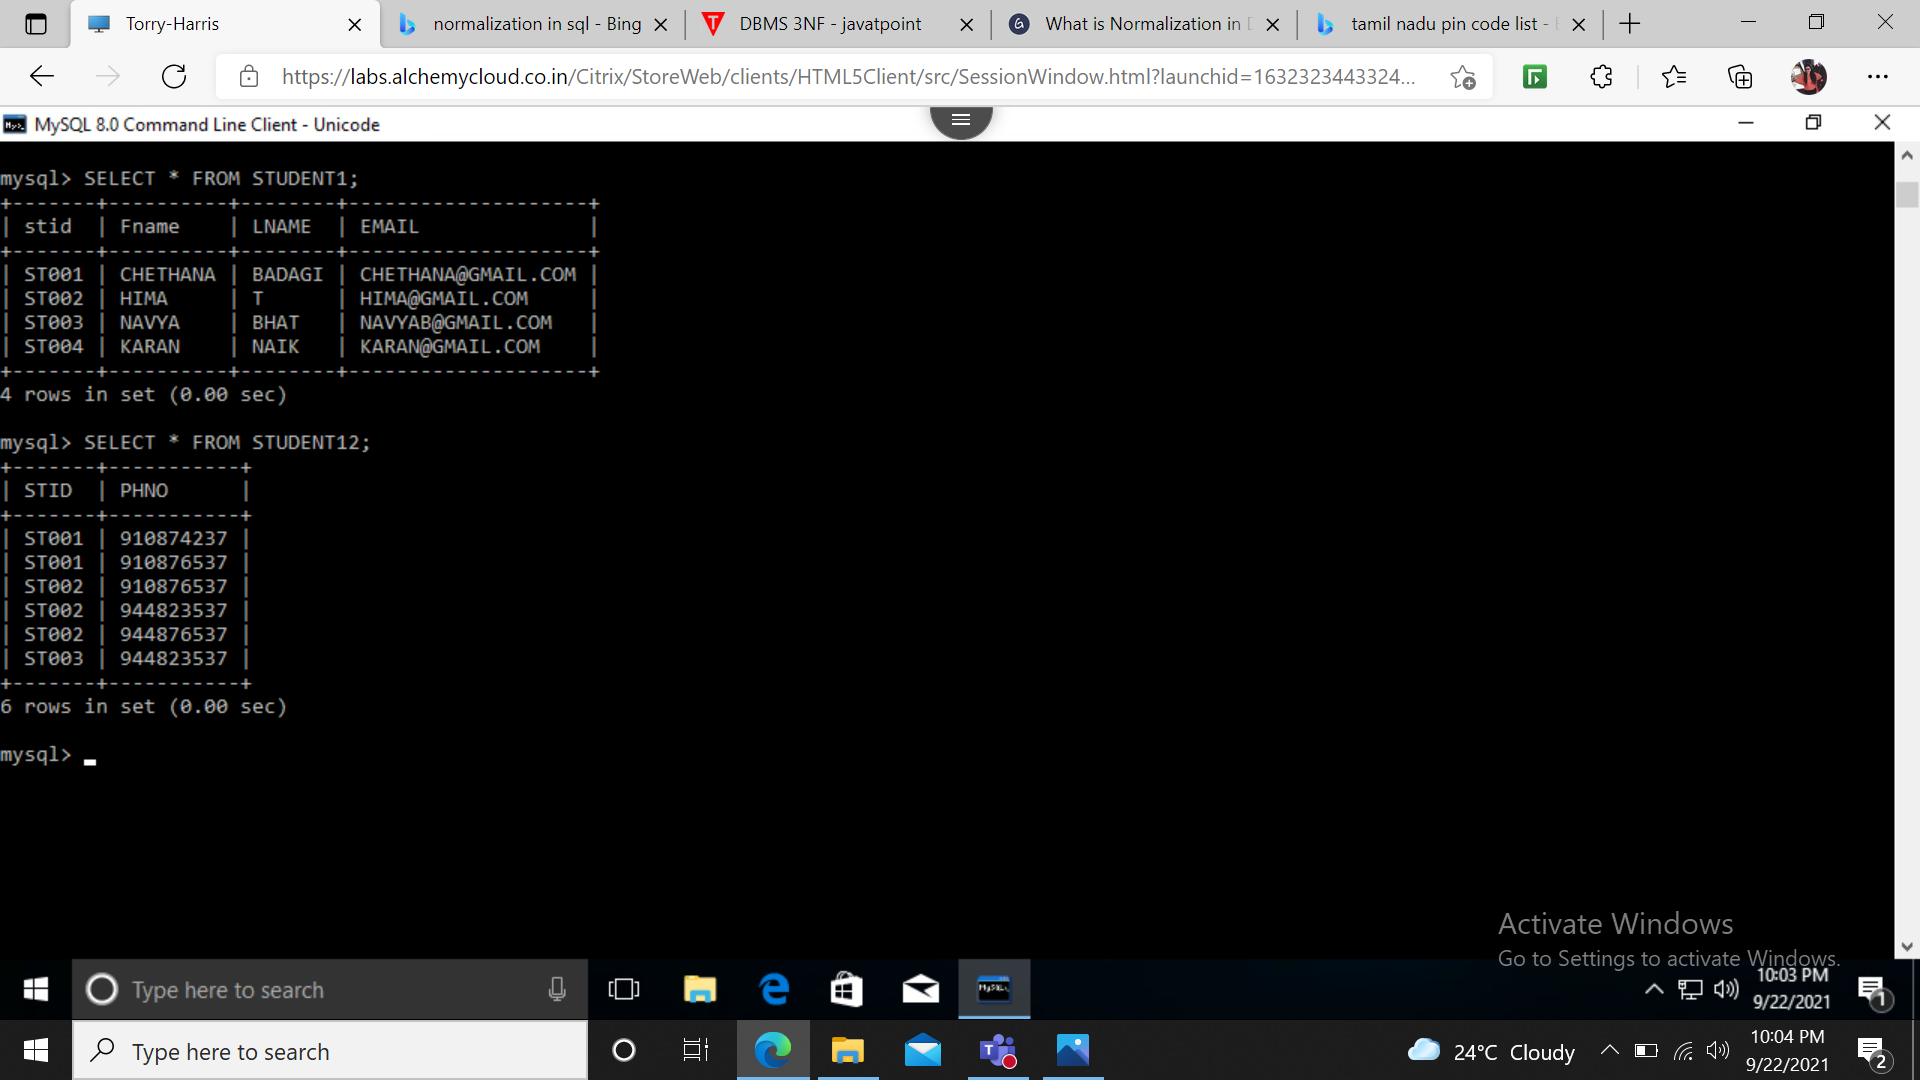 Torry-Harris
normalization in sql - Bing
DBMS 3NF - javatpoint
What is Normalization in D
tamil nadu pin code list -
https://labs.alchemycloud.co.in/Citrix/StoreWeb/clients/HTML5Client/src/SessionWindow.html?launchid=1632323443324...
MySQL 8.0 Command Line Client - Unicode
mysql> SELECT * FROM STUDENT1;
+-------+----------+--------+--------------------+
| stid | Fname | LNAME | EMAIL |
+-------+----------+--------+--------------------+
| ST001 | CHETHANA | BADAGI | CHETHANA@GMAIL.COM |
| ST002 | HIMA | T | HIMA@GMAIL.COM |
| ST003 | NAVYA | BHAT | NAVYAB@GMAIL.COM |
| ST004 | KARAN | NAIK | KARAN@GMAIL.COM |
+-------+----------+--------+--------------------+
4 rows in set (0.00 sec)
mysql> SELECT * FROM STUDENT12;
+-------+-----------+
| STID | PHNO |
+-------+-----------+
| ST001 | 910874237 |
| ST001 | 910876537 |
| ST002 | 910876537 |
| ST002 | 944823537 |
| ST002 | 944876537 |
| ST003 | 944823537 |
+-------+-----------+
6 rows in set (0.00 sec)
mysql> _
Activate Windows
Go to Settings to activate Windows.
Type here to search
10:03 PM
9/22/2021
1
Type here to search
24°C Cloudy
10:04 PM
9/22/2021
2